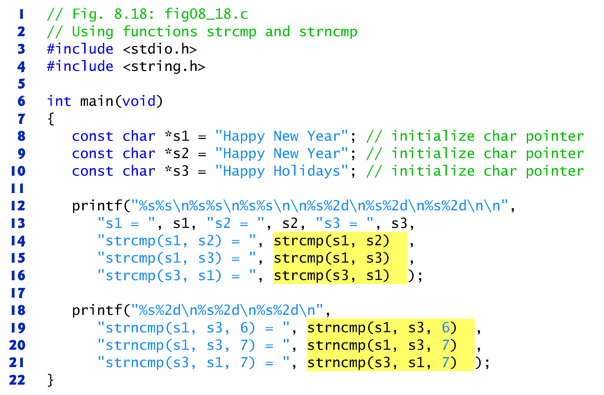 1 // Fig. 8.18: fig08_18.c
2 // Using functions strcmp and strncmp
3 #include <stdio.h>
4 #include <string.h>
5
6 int main(void)
7 {
8 const char *s1 = "Happy New Year"; // initialize char pointer
9 const char *s2 = "Happy New Year"; // initialize char pointer
10 const char *s3 = "Happy Holidays"; // initialize char pointer
11
12 printf("%s%s\n%s%s\n%s%s\n\n%s%2d\n%s%2d\n%s%2d\n\n",
13 "s1 = ", s1, "s2 = ", s2, "s3 = ", s3,
14 "strcmp(s1, s2) = ", strcmp(s1, s2) ,
15 "strcmp(s1, s3) = ", strcmp(s1, s3) ,
16 "strcmp(s3, s1) = ", strcmp(s3, s1) );
17
18 printf("%s%2d\n%s%2d\n%s%2d\n",
19 "strncmp(s1, s3, 6) = ", strncmp(s1, s3, 6) ,
20 "strncmp(s1, s3, 7) = ", strncmp(s1, s3, 7) ,
21 "strncmp(s3, s1, 7) = ", strncmp(s3, s1, 7) );
22 }